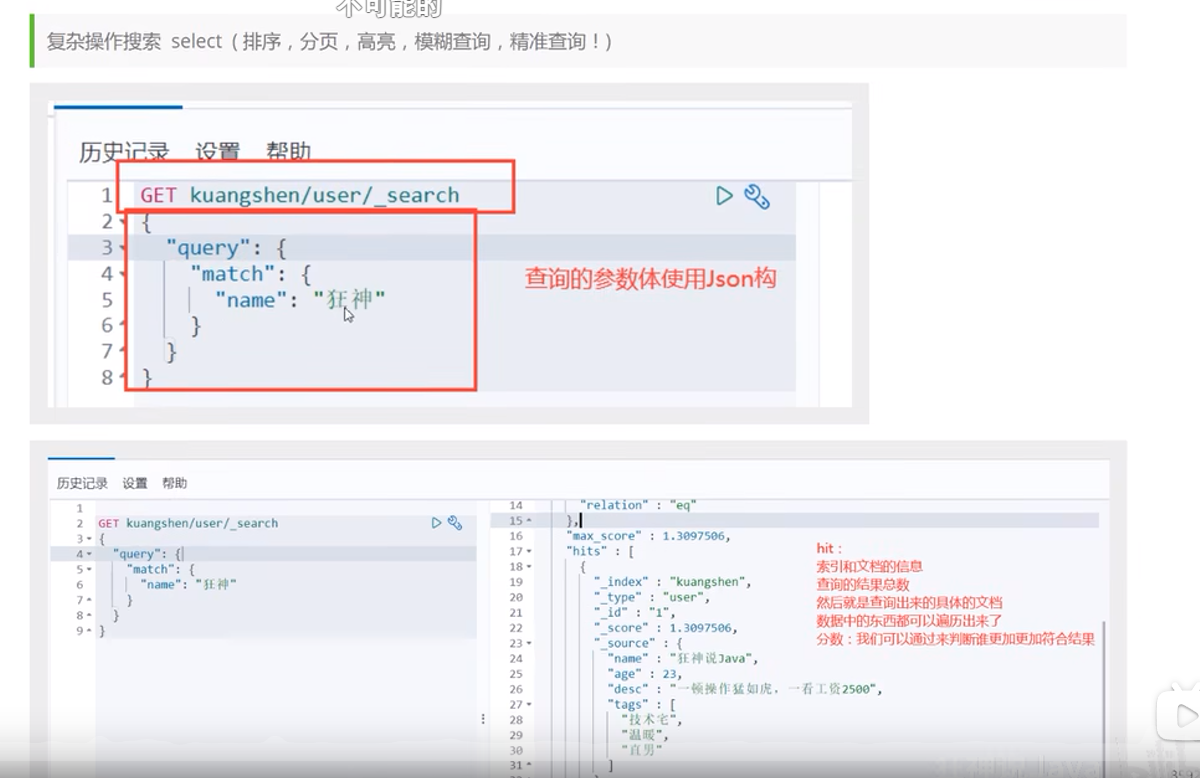 不可能的
复杂操作搜索 select（排序，分页，高亮，模糊查询，精准查询！）
历史记录 设置 帮助
1 GET kuangshen/user/_search
2 {
3 "query": {
4 "match": {
5 "name": "狂神"
6 }
7 }
8 }
查询的参数体使用Json构
历史记录 设置 帮助
1
2 GET kuangshen/user/_search
3 {
4 "query": {
5 "match": {
6 "name": "狂神"
7 }
8 }
9 }
14 "relation" : "eq"
15 },
16 "max_score" : 1.3097506,
17 "hits" : [
18 {
19 "_index" : "kuangshen",
20 "_type" : "user",
21 "_id" : "1",
22 "_score" : 1.3097506,
23 "_source" : {
24 "name" : "狂神说Java",
25 "age" : 23,
26 "desc" : "一顿操作猛如虎，一看工资2500",
27 "tags" : [
28 "技术宅",
29 "温暖",
30 "直男"
31 ]
hit：
索引和文档的信息
查询的结果总数
然后就是查询出来的具体的文档
数据中的东西都可以遍历出来了
分数：我们可以通过来判断谁更加更加符合结果